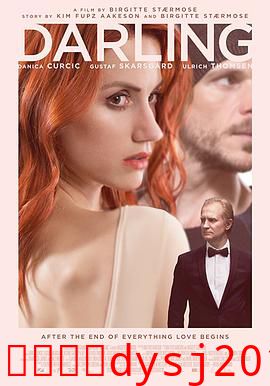 A FILM BY BIRGITTE STÆRMOSE
STORY BY KIM FUPZ AAKESON AND BIRGITTE STÆRMOSE
DARLING
DANICA CURCIC GUSTAF SKARSGÅRD ULRICH THOMSEN
AFTER THE END OF EVERYTHING LOVE BEGINS
dysj20